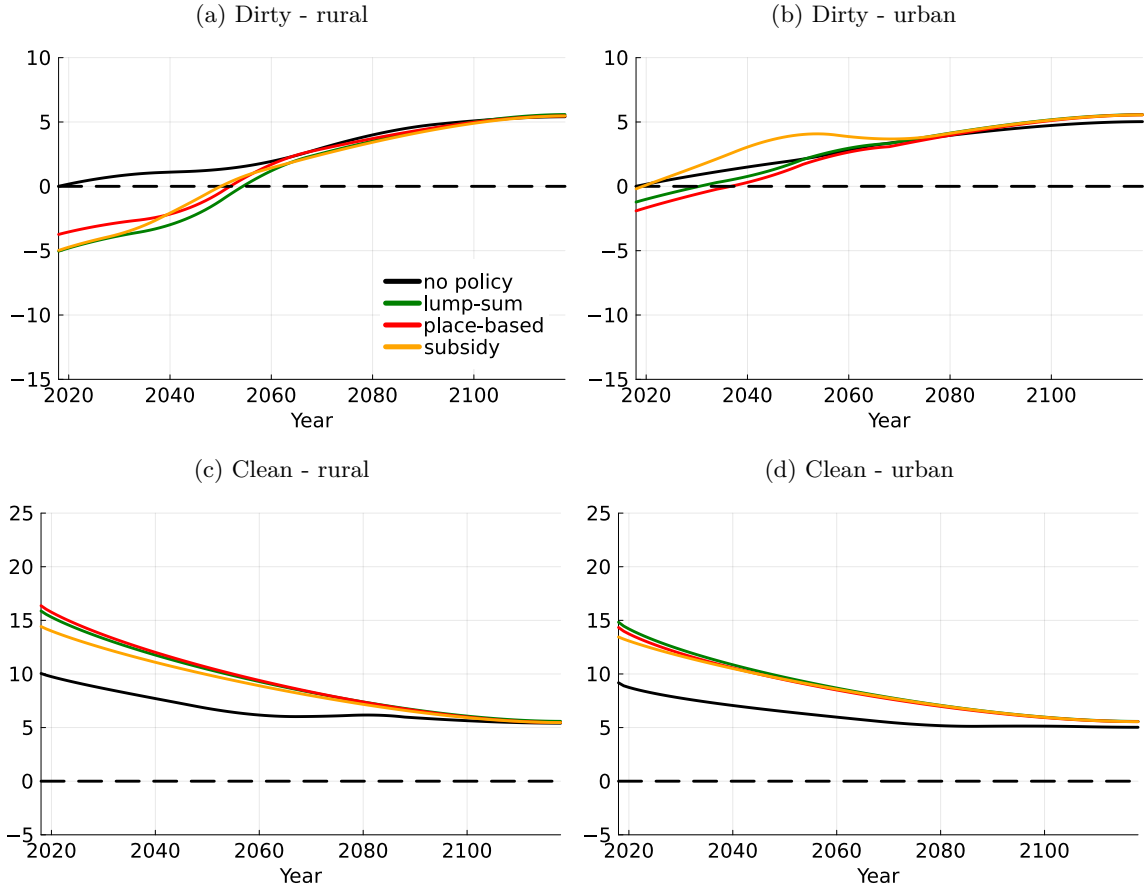 (a) Dirty - rural
10
5
0
−5
−10
−15
2020 2040 2060 2080 2100
Year
no policy
lump-sum
place-based
subsidy
(b) Dirty - urban
10
5
0
−5
−10
−15
2020 2040 2060 2080 2100
Year
(c) Clean - rural
25
20
15
10
5
0
−5
2020 2040 2060 2080 2100
Year
(d) Clean - urban
25
20
15
10
5
0
−5
2020 2040 2060 2080 2100
Year